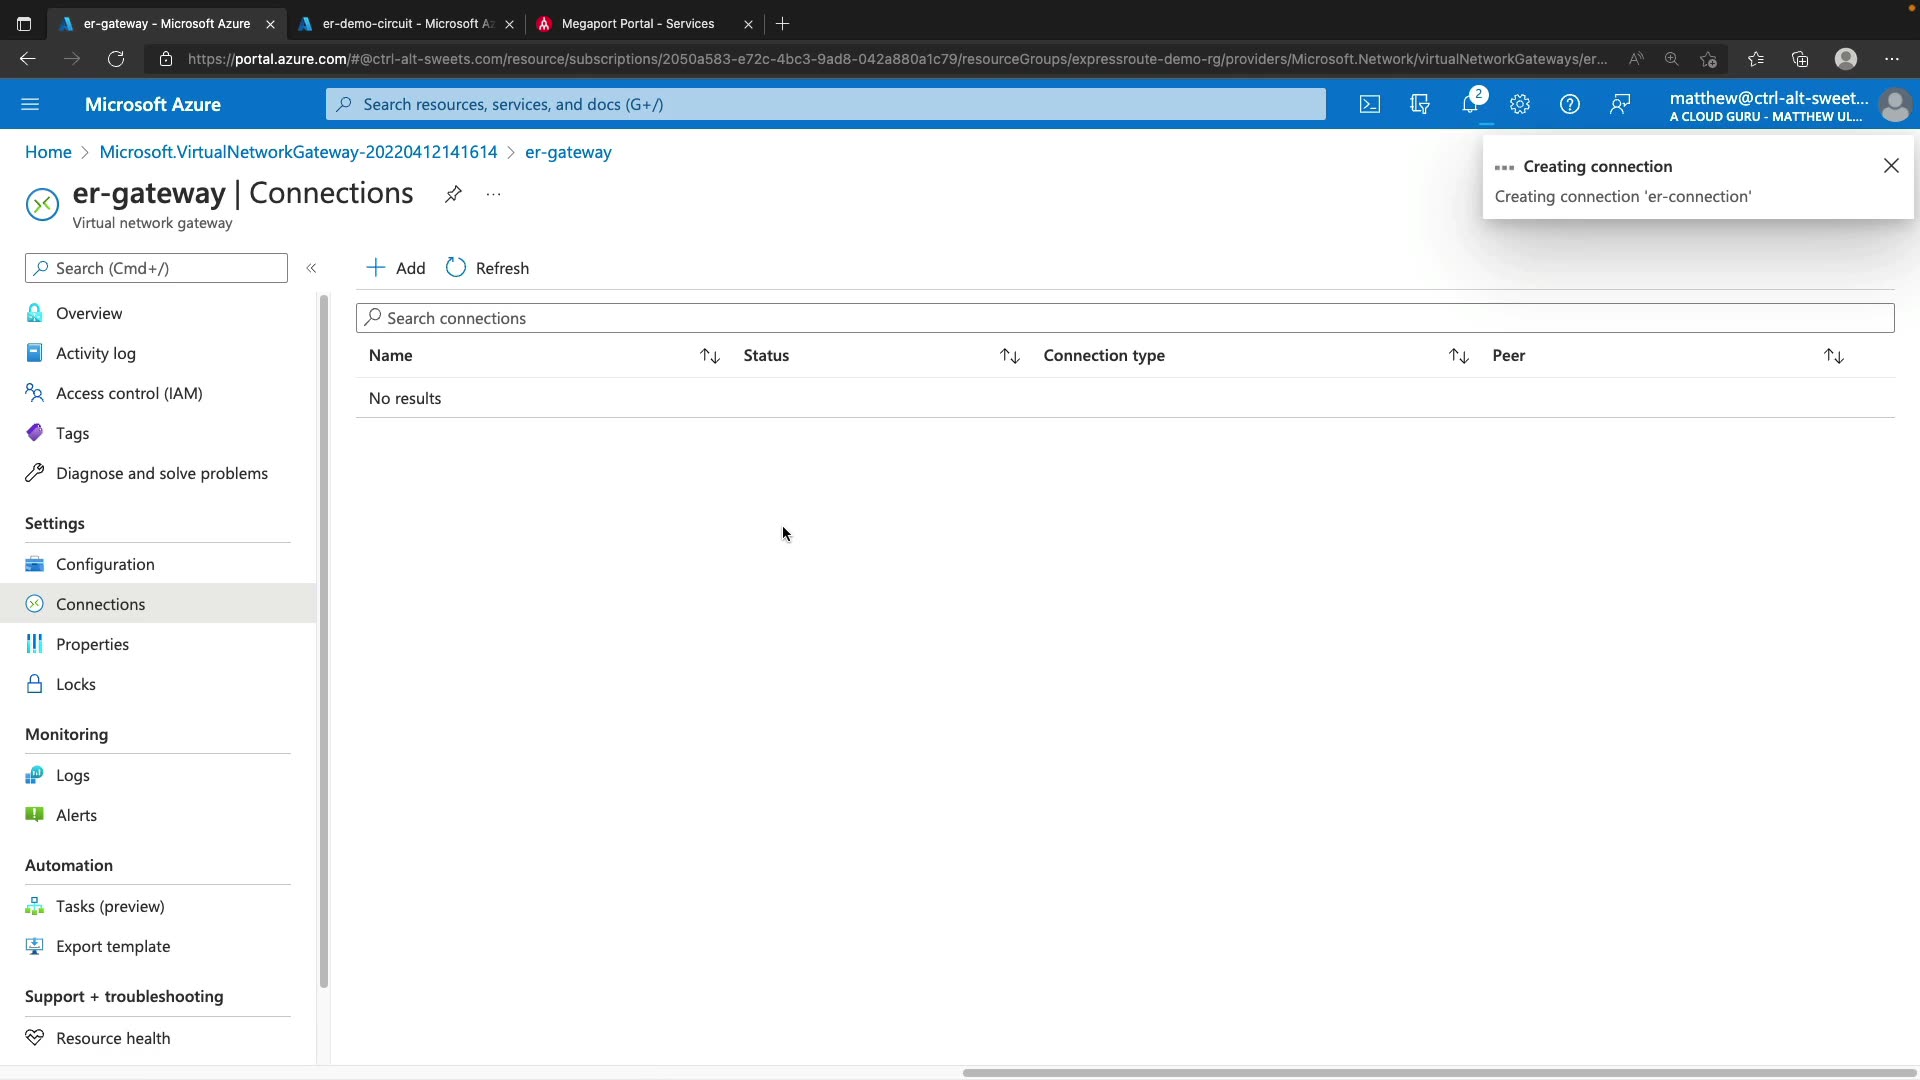 er-gateway - Microsoft Azure
er-demo-circuit - Microsoft Az
Megaport Portal - Services
https://portal.azure.com/#@ctrl-alt-sweets.com/resource/subscriptions/2050a583-e72c-4bc3-9ad8-042a880a1c79/resourceGroups/expressroute-demo-rg/providers/Microsoft.Network/virtualNetworkGateways/er...
Microsoft Azure
Search resources, services, and docs (G+/)
2
matthew@ctrl-alt-sweet...
A CLOUD GURU - MATTHEW UL...
Home > Microsoft.VirtualNetworkGateway-20220412141614 > er-gateway
Creating connection
Creating connection 'er-connection'
er-gateway | Connections
Virtual network gateway
Search (Cmd+/)
Add
Refresh
Search connections
Name
Status
Connection type
Peer
No results
Overview
Activity log
Access control (IAM)
Tags
Diagnose and solve problems
Settings
Configuration
Connections
Properties
Locks
Monitoring
Logs
Alerts
Automation
Tasks (preview)
Export template
Support + troubleshooting
Resource health